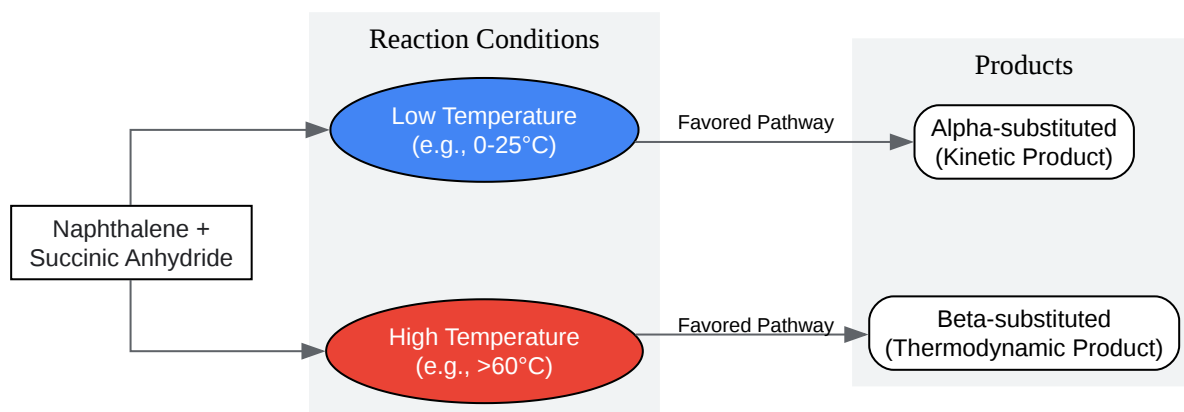 Reaction Conditions
Products
Low Temperature
(e.g., 0-25°C)
Favored Pathway
Alpha-substituted
(Kinetic Product)
Naphthalene +
Succinic Anhydride
High Temperature
(e.g., >60°C)
Favored Pathway
Beta-substituted
(Thermodynamic Product)